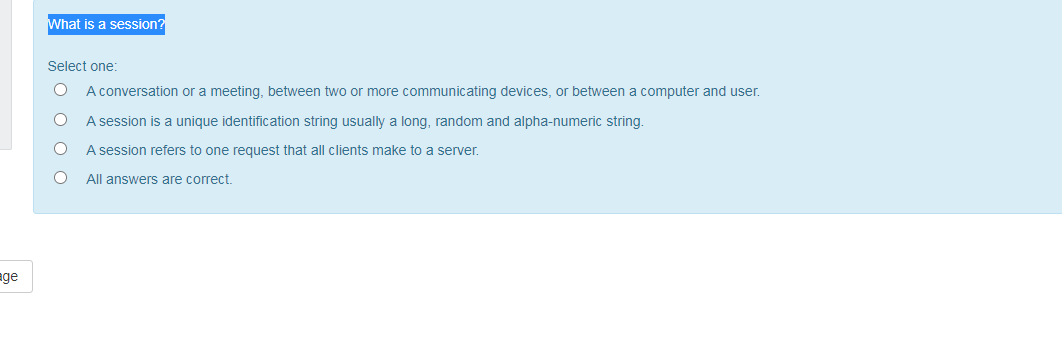 What is a session?
Select one:
A conversation or a meeting, between two or more communicating devices, or between a computer and user.
A session is a unique identification string usually a long, random and alpha-numeric string.
A session refers to one request that all clients make to a server.
All answers are correct.
age